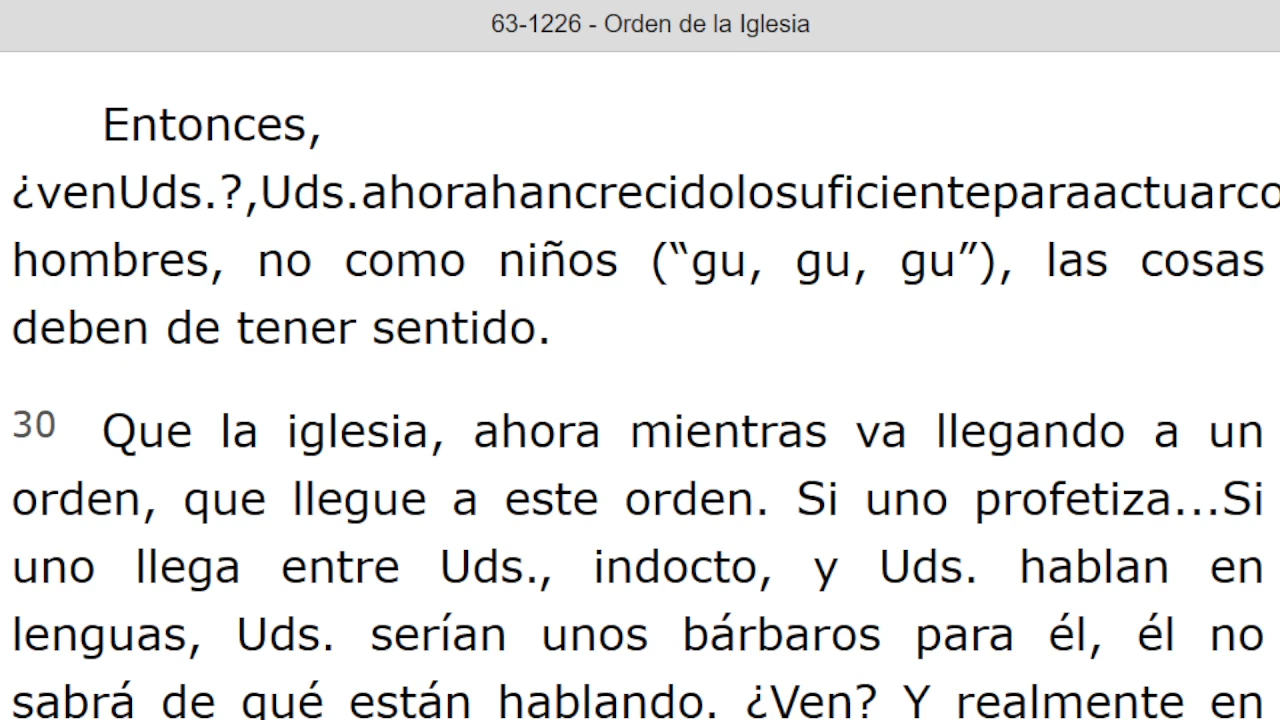 63-1226 - Orden de la Iglesia
Entonces,
¿venUds.?,Uds.ahorahancrecidolosuficienteparaactuarco
hombres, no como niños (“gu, gu, gu”), las cosas
deben de tener sentido.
30 Que la iglesia, ahora mientras va llegando a un
orden, que llegue a este orden. Si uno profetiza...Si
uno llega entre Uds., indocto, y Uds. hablan en
lenguas, Uds. serían unos bárbaros para él, él no
sabrá de qué están hablando. ¿Ven? Y realmente en